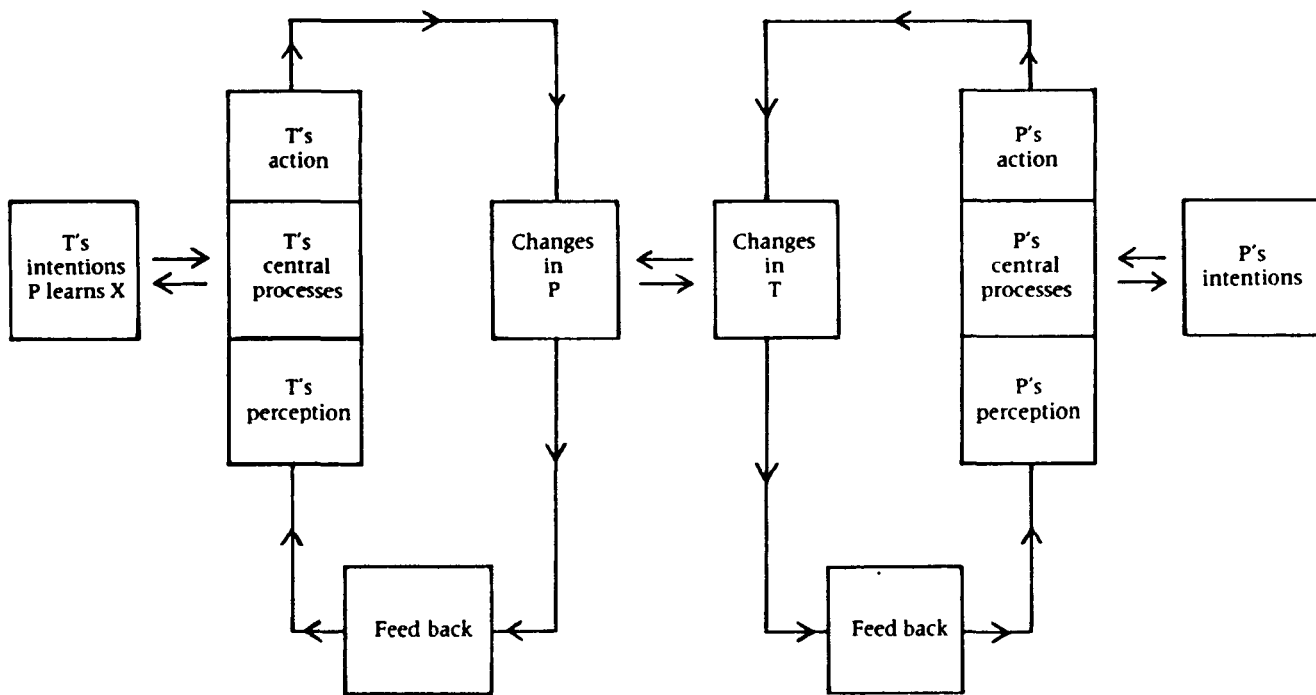 T's
action
T's
intentions
P learns X
T's
central
processes
T's
perception
Changes
in
P
Feed back
Changes
in
T
Feed back
P's
action
P's
central
processes
P's
perception
P's
intentions